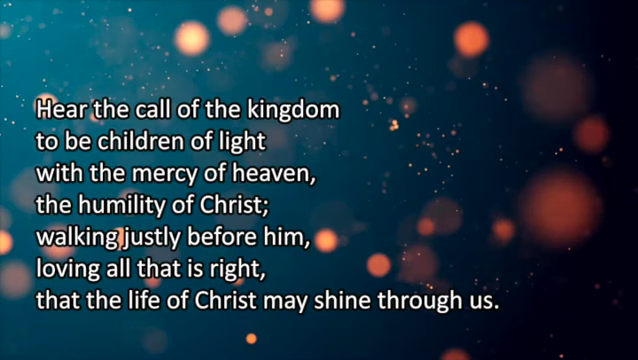 Hear the call of the kingdom
to be children of light
with the mercy of heaven,
the humility of Christ;
walking justly before him,
loving all that is right,
that the life of Christ may shine through us.